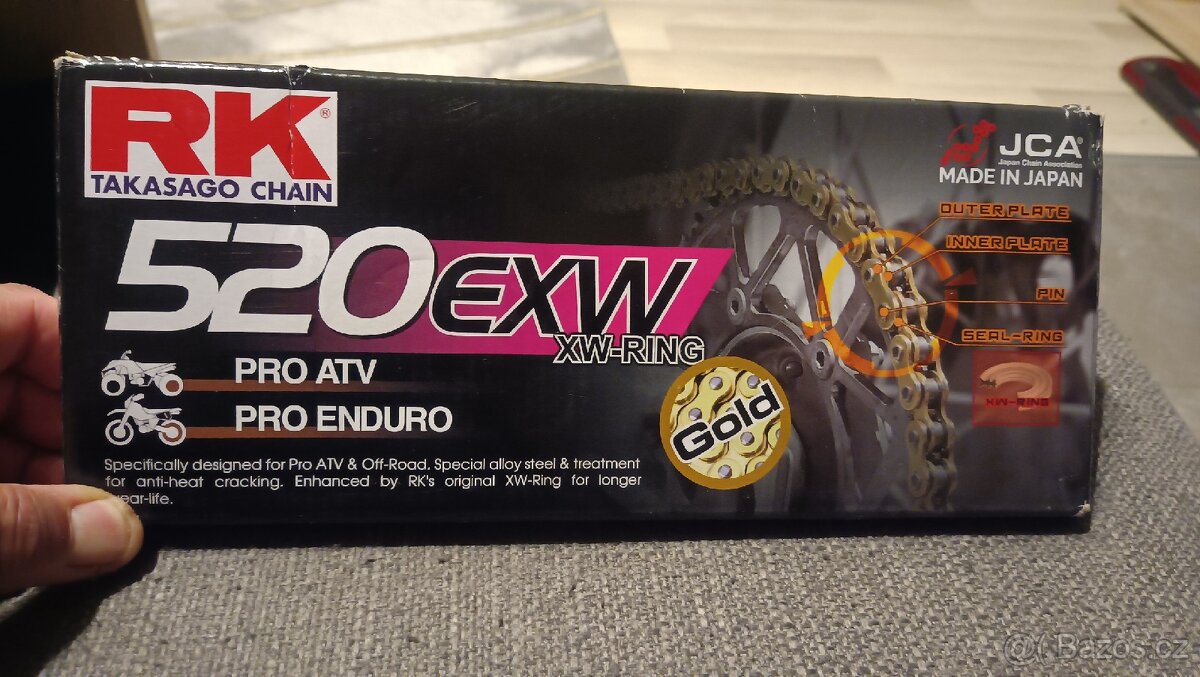 RK®
TAKASAGO CHAIN
JCA®
Japan Chain Association
MADE IN JAPAN
520EXW
XW-RING
OUTER PLATE
INNER PLATE
PIN
SEAL-RING
XW-RING
PRO ATV
PRO ENDURO
Gold
Specifically designed for Pro ATV & Off-Road. Special alloy steel & treatment
for anti-heat cracking. Enhanced by RK's original XW-Ring for longer
wear-life.
@( Bazos.cz